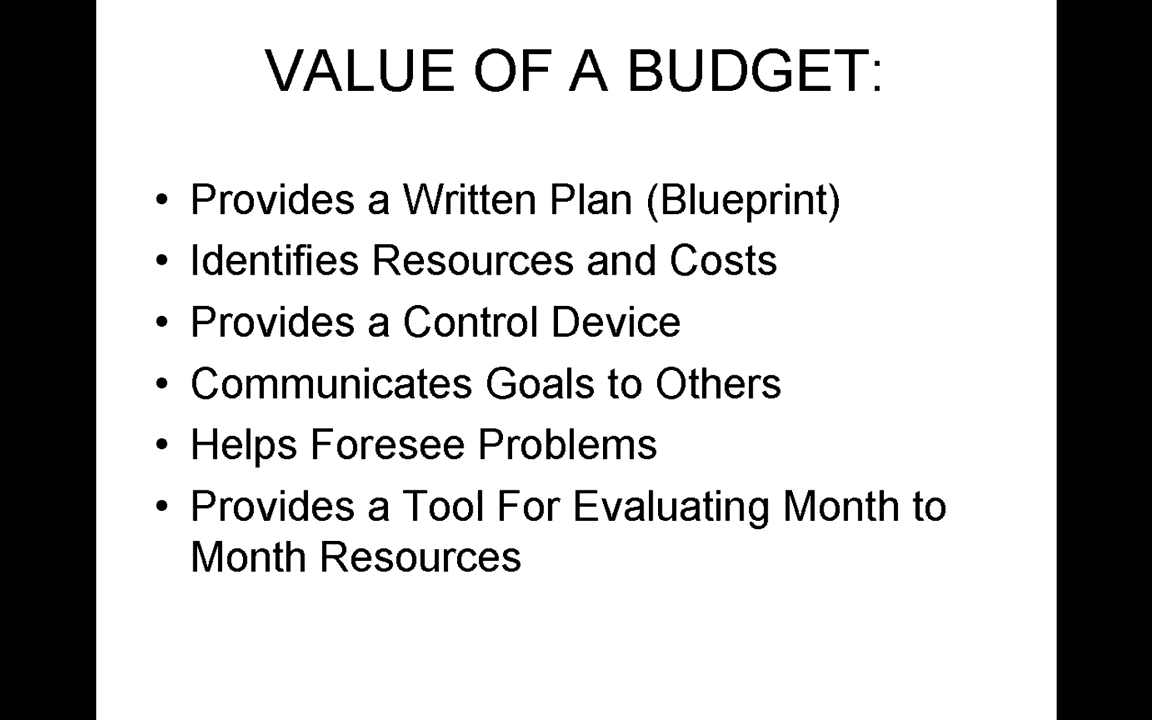 VALUE OF A BUDGET:
• Provides a Written Plan (Blueprint)
• Identifies Resources and Costs
• Provides a Control Device
• Communicates Goals to Others
• Helps Foresee Problems
• Provides a Tool For Evaluating Month to
Month Resources